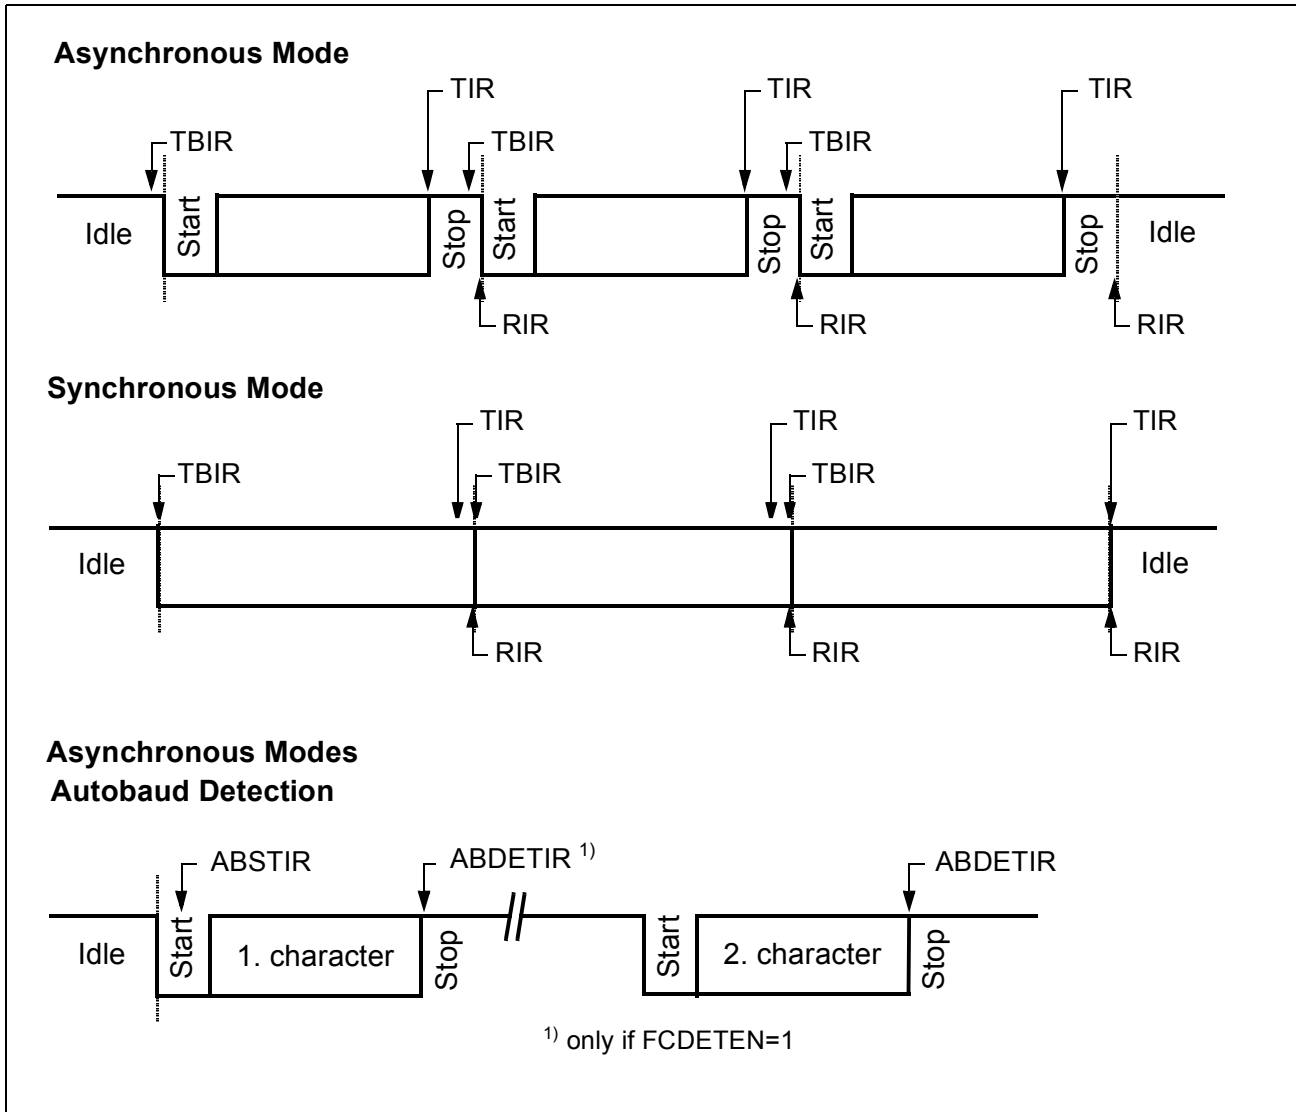 Asynchronous Mode
TIR TIR TIR
TBIR TBIR TBIR
Idle Start Stop Start Stop Start Stop Idle
RIR RIR RIR
Synchronous Mode
TIR TIR TIR
TBIR TBIR TBIR
Idle Idle
RIR RIR RIR
Asynchronous Modes
Autobaud Detection
ABSTIR ABDETIR 1) ABDETIR
Idle Start 1. character Stop Start 2. character Stop
1) only if FCDETEN=1